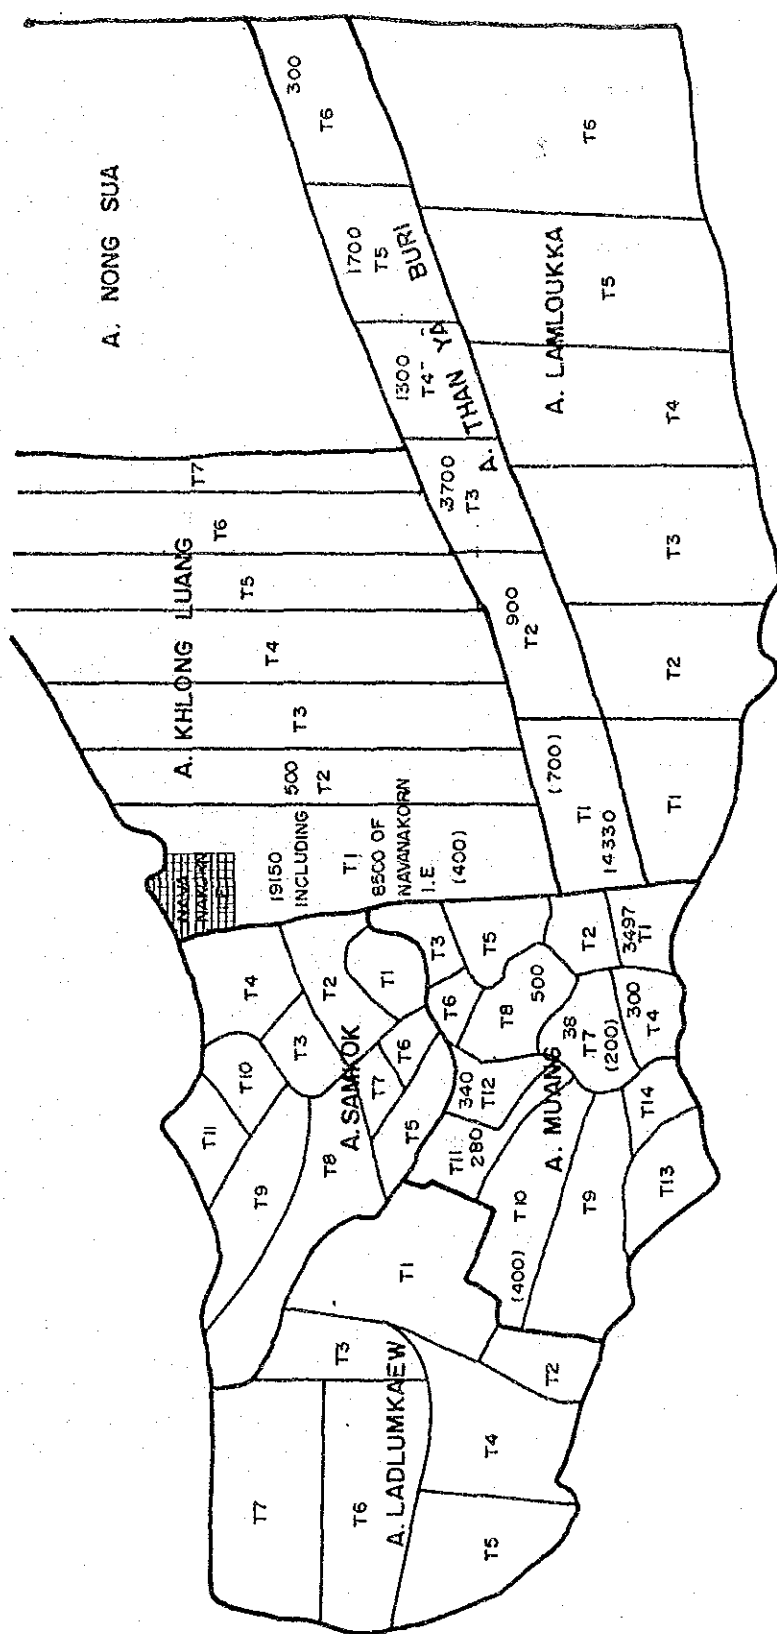 A. LADLUMKAEW
T7
T6
T5
T4
T3
T2
T1
A. SAMKOK
T11
T10
T9
T8
T4
T3
T2
T1
T7
T6
T5
A. MUANG
T3
T5
T6
T8
500
T2
3497
T1
300
T4
38
T7
(200)
340
T12
T11
280
T10
(400)
T9
T14
T13
NAVA
NAKORN
I.E.
A. KHLONG LUANG
19150
INCLUDING
T1
8500 OF
NAVANAKORN
I.E.
(400)
500
T2
T3
T4
T5
T6
T7
A. NONG SUA
A. THAN YA BURI
(700)
T1
14330
900
T2
3700
T3
1300
T4
1700
T5
300
T6
A. LAMLOUKKA
T1
T2
T3
T4
T5
T6